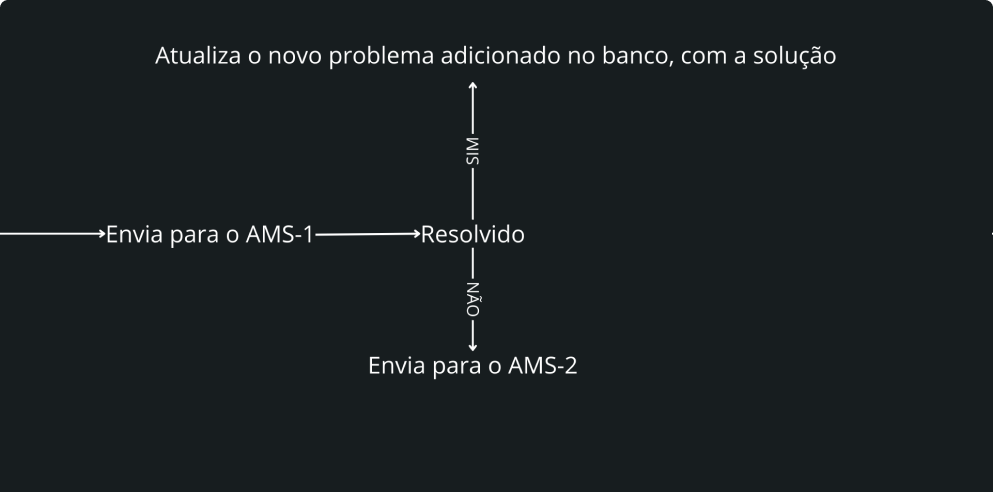 Atualiza o novo problema adicionado no banco, com a solução
SIM
Envia para o AMS-1
Resolvido
NÃO
Envia para o AMS-2